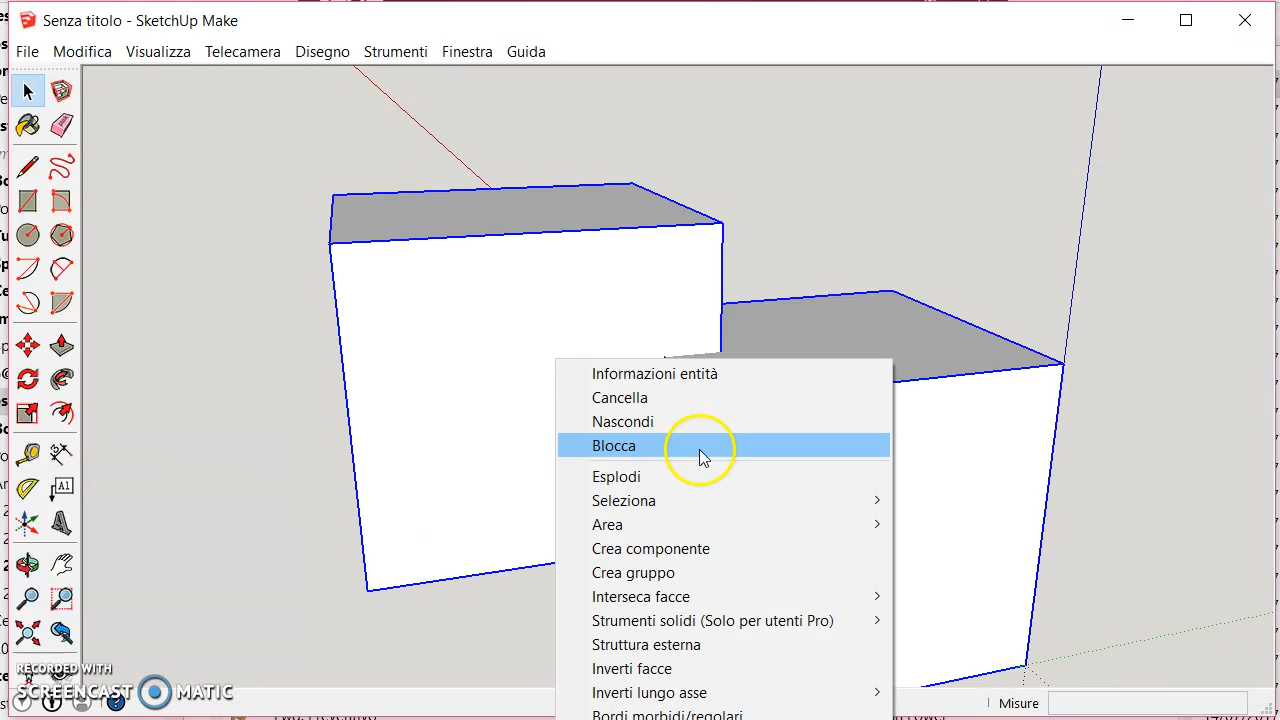 Senza titolo - SketchUp Make
File Modifica Visualizza Telecamera Disegno Strumenti Finestra Guida
A1
Informazioni entità
Cancella
Nascondi
Blocca
Esplodi
Seleziona
Area
Crea componente
Crea gruppo
Interseca facce
Strumenti solidi (Solo per utenti Pro)
Struttura esterna
Inverti facce
Inverti lungo asse
Bordi morbidi/regolari
RECORDED WITH
SCREENCAST MATIC
Misure